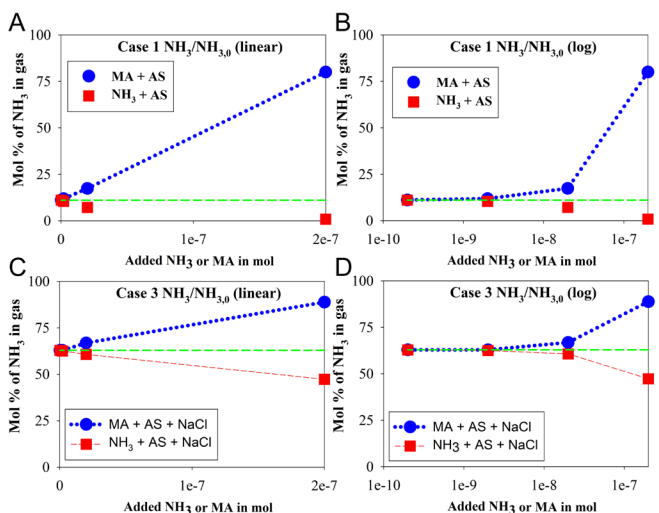 A
Case 1 NH₃/NH₃,₀ (linear)
MA + AS
NH₃ + AS
Mol % of NH₃ in gas
100
75
50
25
0
0
1e-7
2e-7
Added NH₃ or MA in mol
B
Case 1 NH₃/NH₃,₀ (log)
MA + AS
NH₃ + AS
Mol % of NH₃ in gas
100
75
50
25
0
1e-10
1e-9
1e-8
1e-7
Added NH₃ or MA in mol
C
Case 3 NH₃/NH₃,₀ (linear)
MA + AS + NaCl
NH₃ + AS + NaCl
Mol % of NH₃ in gas
100
75
50
25
0
0
1e-7
2e-7
Added NH₃ or MA in mol
D
Case 3 NH₃/NH₃,₀ (log)
MA + AS + NaCl
NH3 + AS + NaCl
Mol % of NH₃ in gas
100
75
50
25
0
1e-10
1e-9
1e-8
1e-7
Added NH₃ or MA in mol